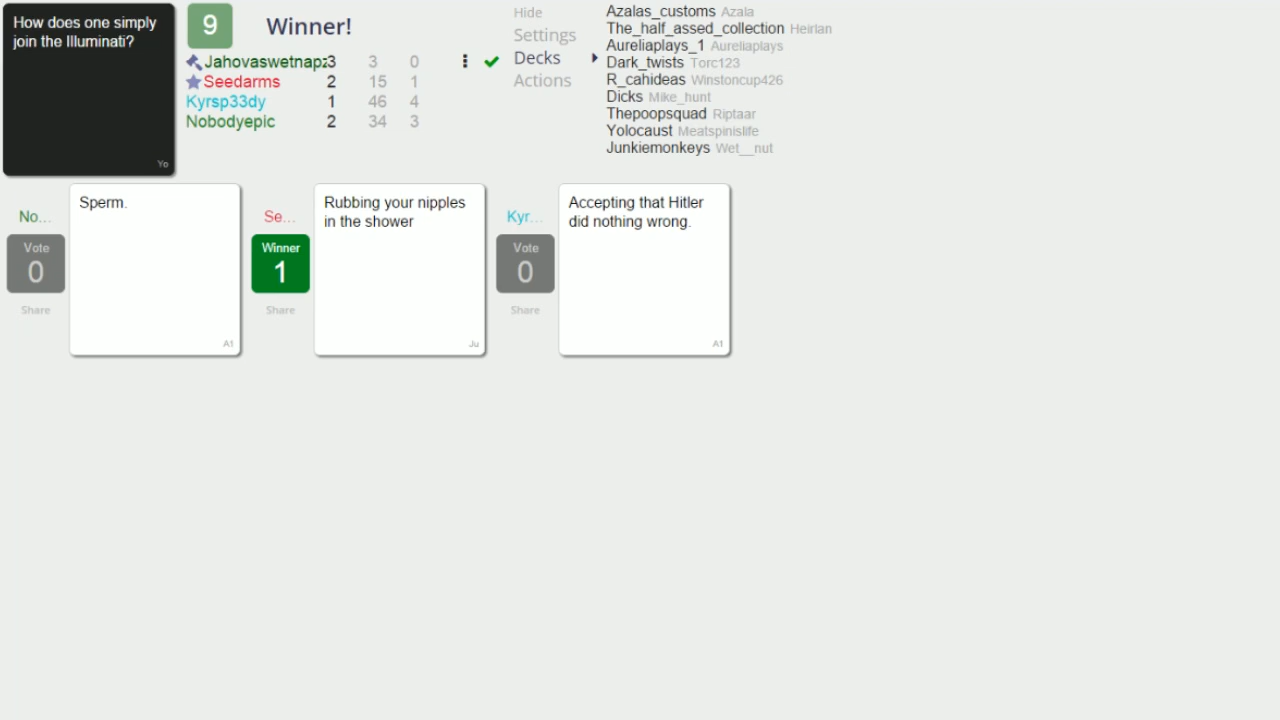 How does one simply
join the Illuminati?
Yo
9
Winner!
Jahovaswetnapz 3 3 0
Seedarms 2 15 1
Kyrsp33dy 1 46 4
Nobodyepic 2 34 3
Hide
Settings
Decks
Actions
Azalas_customs Azala
The_half_assed_collection Heirlan
Aureliaplays_1 Aureliaplays
Dark_twists Torc123
R_cahideas Winstoncup426
Dicks Mike_hunt
Thepoopsquad Riptaar
Yolocaust Meatspinislife
Junkiemonkeys Wet__nut
No...
Vote
0
Share
Sperm.
A1
Se...
Winner
1
Share
Rubbing your nipples
in the shower
Ju
Kyr...
Vote
0
Share
Accepting that Hitler
did nothing wrong.
A1